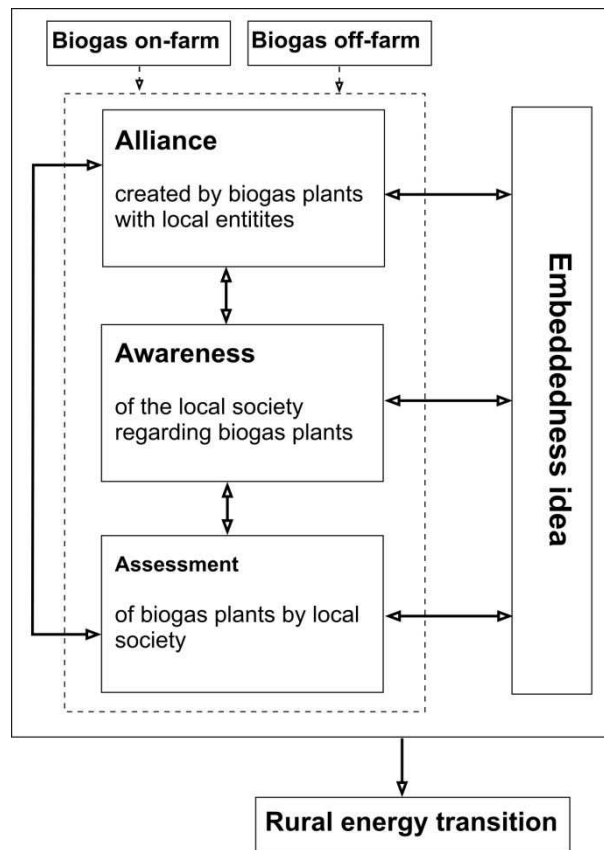 Biogas on-farm
Biogas off-farm
Alliance
created by biogas plants
with local entitites
Awareness
of the local society
regarding biogas plants
Assessment
of biogas plants by local
society
Embeddedness idea
Rural energy transition